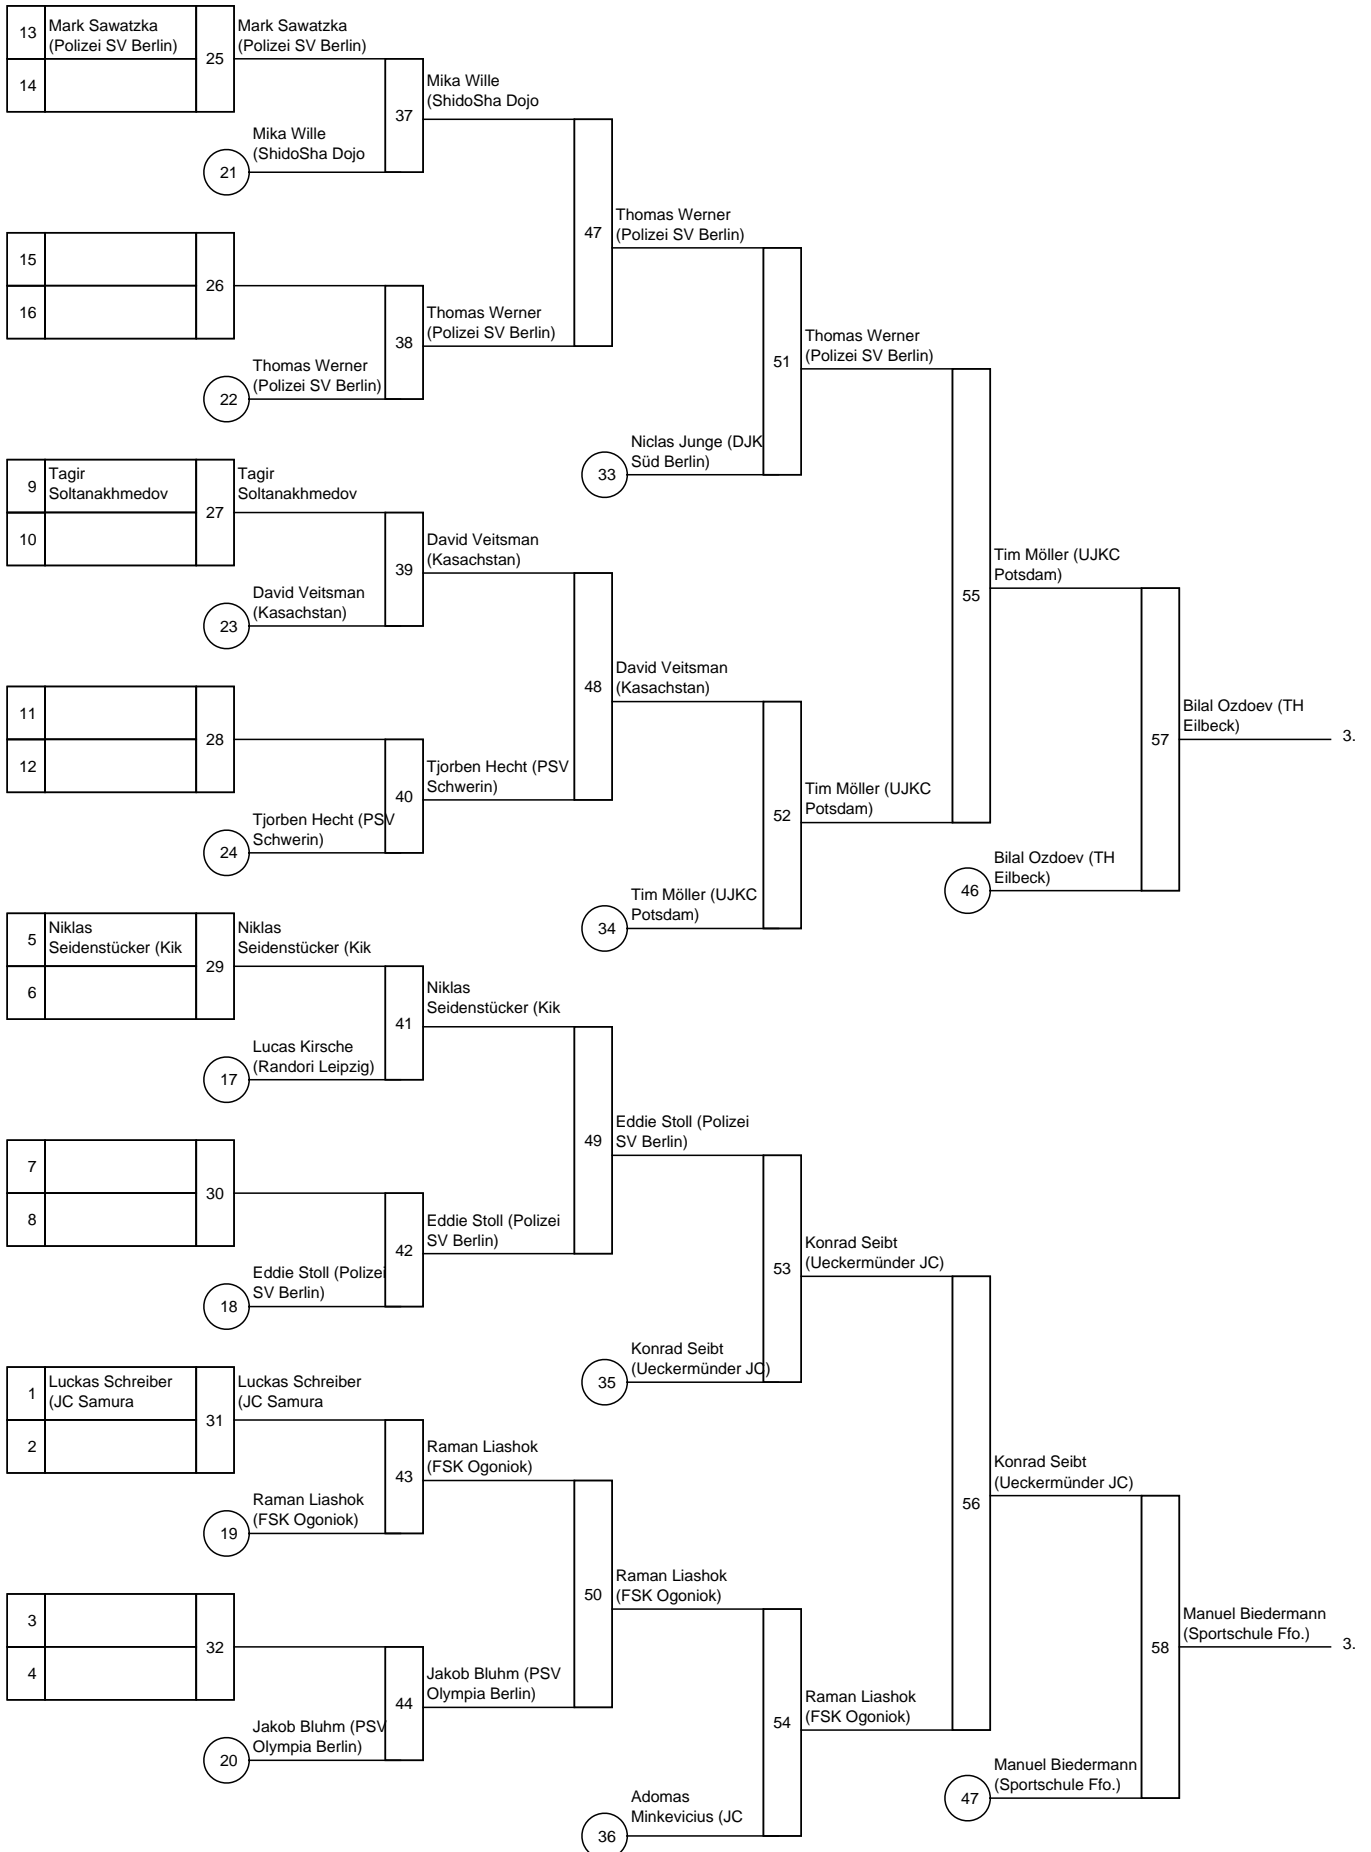 13
Mark Sawatzka
(Polizei SV Berlin)
14
25
Mark Sawatzka
(Polizei SV Berlin)
21
Mika Wille
(ShidoSha Dojo
37
Mika Wille
(ShidoSha Dojo
15
16
26
22
Thomas Werner
(Polizei SV Berlin)
38
Thomas Werner
(Polizei SV Berlin)
47
Thomas Werner
(Polizei SV Berlin)
33
Niclas Junge (DJK
Süd Berlin)
51
Thomas Werner
(Polizei SV Berlin)
9
Tagir
Soltanakhmedov
10
27
Tagir
Soltanakhmedov
23
David Veitsman
(Kasachstan)
39
David Veitsman
(Kasachstan)
11
12
28
24
Tjorben Hecht (PSV
Schwerin)
40
Tjorben Hecht (PSV
Schwerin)
48
David Veitsman
(Kasachstan)
34
Tim Möller (UJKC
Potsdam)
52
Tim Möller (UJKC
Potsdam)
55
Tim Möller (UJKC
Potsdam)
46
Bilal Ozdoev (TH
Eilbeck)
57
Bilal Ozdoev (TH
Eilbeck)
3.
5
Niklas
Seidenstücker (Kik
6
29
Niklas
Seidenstücker (Kik
17
Lucas Kirsche
(Randori Leipzig)
41
Niklas
Seidenstücker (Kik
7
8
30
18
Eddie Stoll (Polizei
SV Berlin)
42
Eddie Stoll (Polizei
SV Berlin)
49
Eddie Stoll (Polizei
SV Berlin)
35
Konrad Seibt
(Ueckermünder JC)
53
Konrad Seibt
(Ueckermünder JC)
1
Luckas Schreiber
(JC Samura
2
31
Luckas Schreiber
(JC Samura
19
Raman Liashok
(FSK Ogoniok)
43
Raman Liashok
(FSK Ogoniok)
3
4
32
20
Jakob Bluhm (PSV
Olympia Berlin)
44
Jakob Bluhm (PSV
Olympia Berlin)
50
Raman Liashok
(FSK Ogoniok)
36
Adomas
Minkevicius (JC
54
Raman Liashok
(FSK Ogoniok)
56
Konrad Seibt
(Ueckermünder JC)
47
Manuel Biedermann
(Sportschule Ffo.)
58
Manuel Biedermann
(Sportschule Ffo.)
3.